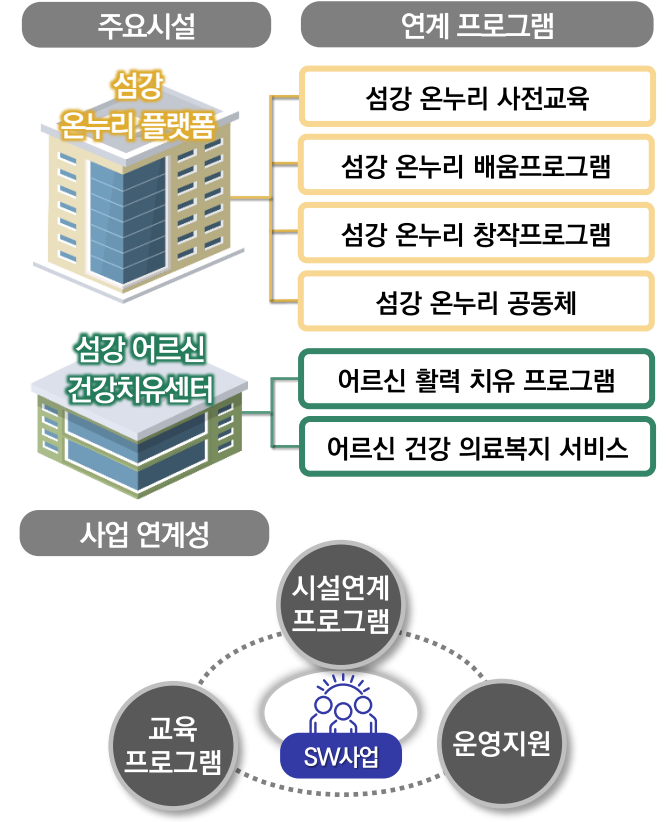 주요시설
연계 프로그램
섬강
온누리 플랫폼
섬강 온누리 사전교육
섬강 온누리 배움프로그램
섬강 온누리 창작프로그램
섬강 온누리 공동체
섬강 어르신
건강치유센터
어르신 활력 치유 프로그램
어르신 건강 의료복지 서비스
사업 연계성
시설연계
프로그램
교육
프로그램
SW사업
운영지원